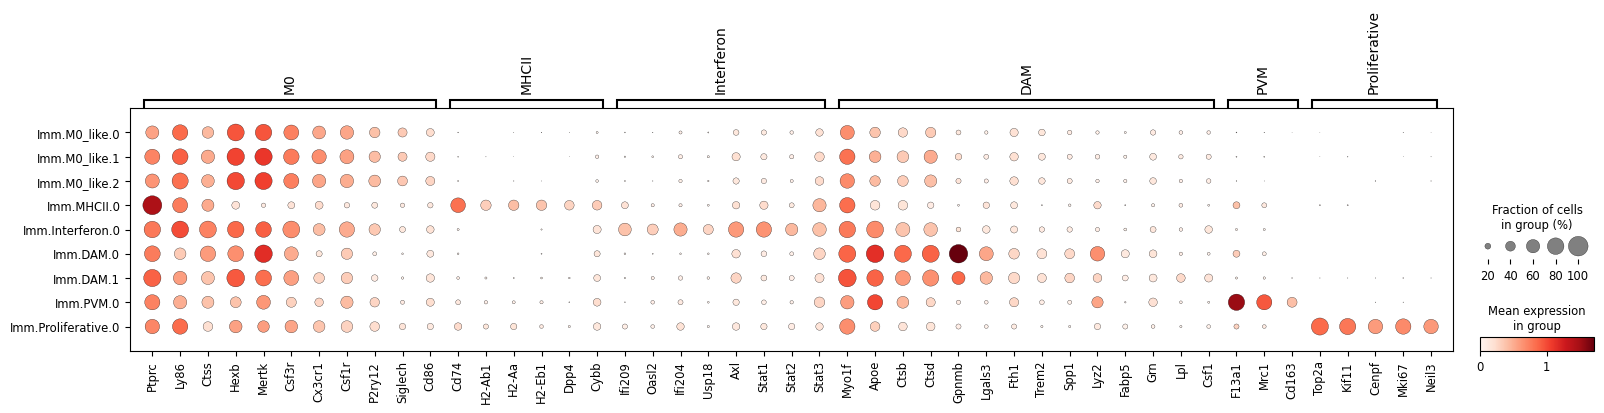 M0
MHCII
Interferon
DAM
PVM
Proliferative
Imm.M0_like.0
Imm.M0_like.1
Imm.M0_like.2
Imm.MHCII.0
Imm.Interferon.0
Imm.DAM.0
Imm.DAM.1
Imm.PVM.0
Imm.Proliferative.0
Ptprc
Ly86
Ctss
Hexb
Mertk
Csf3r
Cx3cr1
Csf1r
P2ry12
Siglech
Cd86
Cd74
H2-Ab1
H2-Aa
H2-Eb1
Dpp4
Cybb
Ifi209
Oasl2
Ifi204
Usp18
Axl
Stat1
Stat2
Stat3
Myo1f
Apoe
Ctsb
Ctsd
Gpnmb
Lgals3
Fth1
Trem2
Spp1
Lyz2
Fabp5
Grn
Lpl
Csf1
F13a1
Mrc1
Cd163
Top2a
Kif11
Cenpf
Mki67
Neil3
Fraction of cells
in group (%)
20 40 60 80 100
Mean expression
in group
0 1